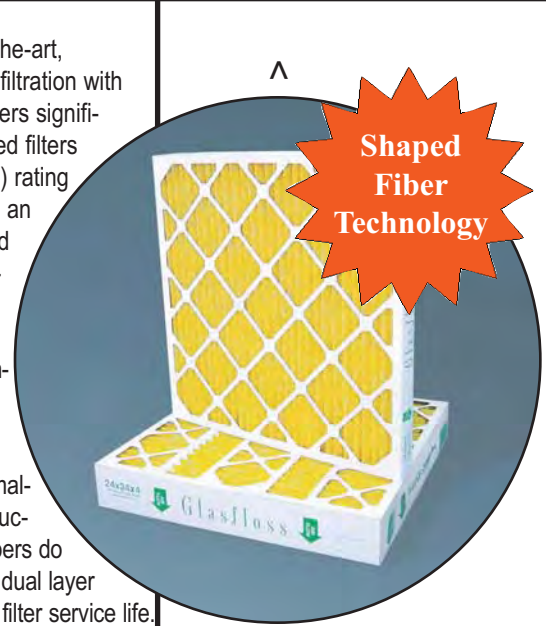 he-art,
filtration with
ers signifi-
ed filters
) rating
an
d
-
-
nal-
uc-
bers do
dual layer
filter service life.
^
Shaped
Fiber
Technology
24x24x4
Glasfloss